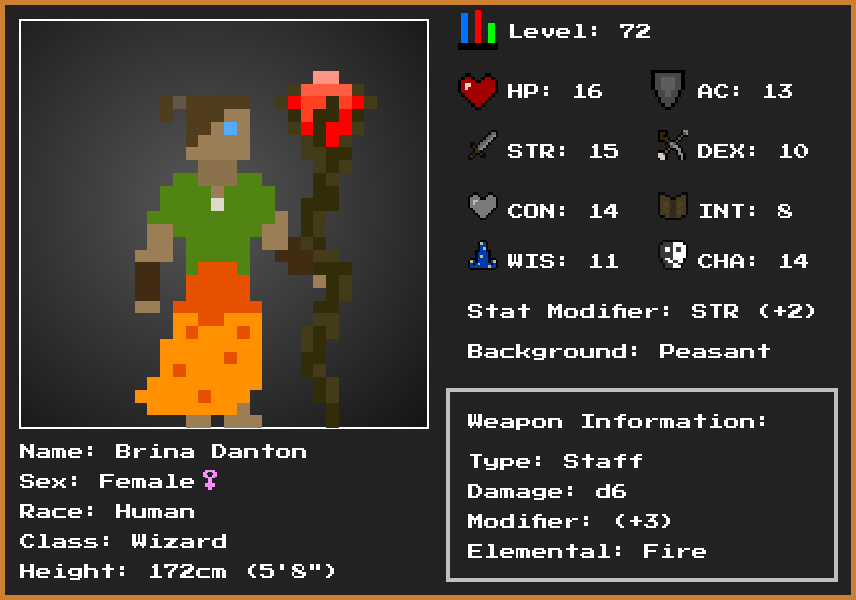 Level: 72
HP: 16
AC: 13
STR: 15
DEX: 10
CON: 14
INT: 8
WIS: 11
CHA: 14
Stat Modifier: STR (+2)
Background: Peasant
Weapon Information:
Type: Staff
Damage: d6
Modifier: (+3)
Elemental: Fire
Name: Brina Danton
Sex: Female♀
Race: Human
Class: Wizard
Height: 172cm (5'8")